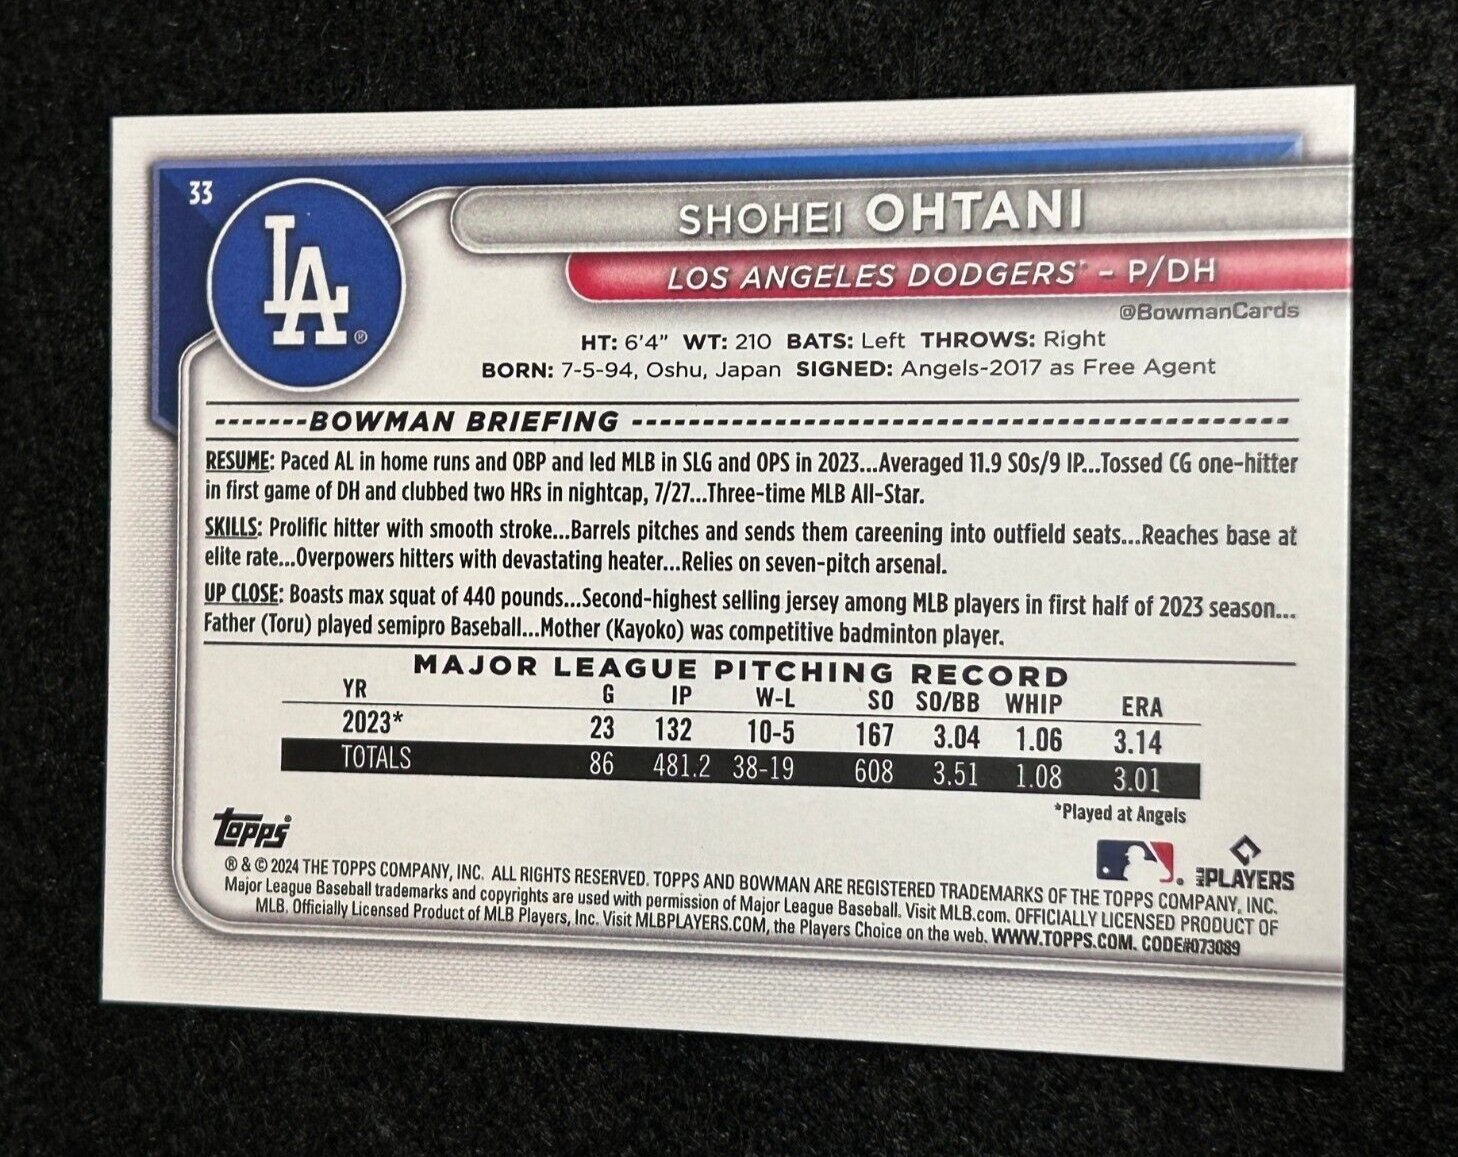 33
LA
SHOHEI OHTANI
LOS ANGELES DODGERS - P/DH
@BowmanCards
HT: 6'4" WT: 210 BATS: Left THROWS: Right
BORN: 7-5-94, Oshu, Japan SIGNED: Angels-2017 as Free Agent
BOWMAN BRIEFING
RESUME: Paced AL in home runs and OBP and led MLB in SLG and OPS in 2023...Averaged 11.9 SOs/9 IP...Tossed CG one-hitter
in first game of DH and clubbed two HRs in nightcap, 7/27...Three-time MLB All-Star.
SKILLS: Prolific hitter with smooth stroke...Barrels pitches and sends them careening into outfield seats...Reaches base at
elite rate...Overpowers hitters with devastating heater...Relies on seven-pitch arsenal.
UP CLOSE: Boasts max squat of 440 pounds...Second-highest selling jersey among MLB players in first half of 2023 season...
Father (Toru) played semipro Baseball...Mother (Kayoko) was competitive badminton player.
MAJOR LEAGUE PITCHING RECORD
YR G IP W-L SO SO/BB WHIP ERA
2023* 23 132 10-5 167 3.04 1.06 3.14
TOTALS 86 481.2 38-19 608 3.51 1.08 3.01
*Played at Angels
Topps®
MLB PLAYERS
® & © 2024 THE TOPPS COMPANY, INC. ALL RIGHTS RESERVED. TOPPS AND BOWMAN ARE REGISTERED TRADEMARKS OF THE TOPPS COMPANY, INC.
Major League Baseball trademarks and copyrights are used with permission of Major League Baseball. Visit MLB.com. OFFICIALLY LICENSED PRODUCT OF
MLB. Officially Licensed Product of MLB Players, Inc. Visit MLBPLAYERS.COM, the Players Choice on the web. WWW.TOPPS.COM. CODE#073089